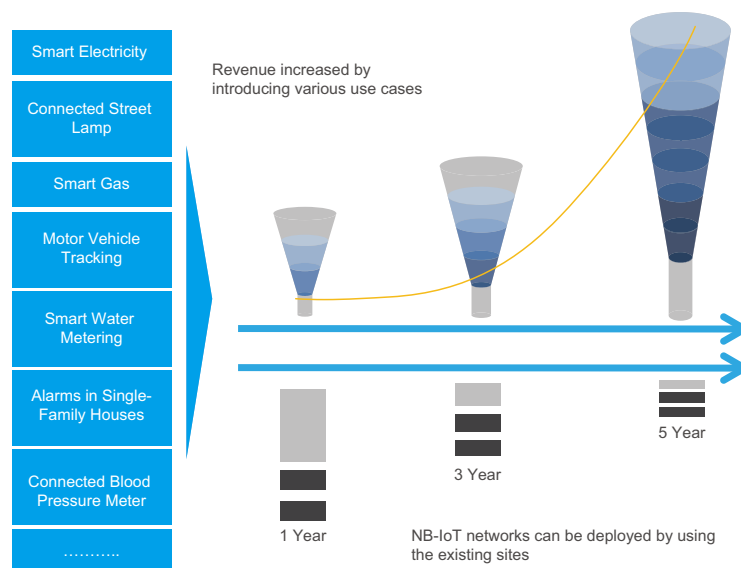 Smart Electricity
Connected Street
Lamp
Smart Gas
Motor Vehicle
Tracking
Smart Water
Metering
Alarms in Single-
Family Houses
Connected Blood
Pressure Meter
………..
Revenue increased by
introducing various use cases
1 Year
3 Year
5 Year
NB-IoT networks can be deployed by using
the existing sites